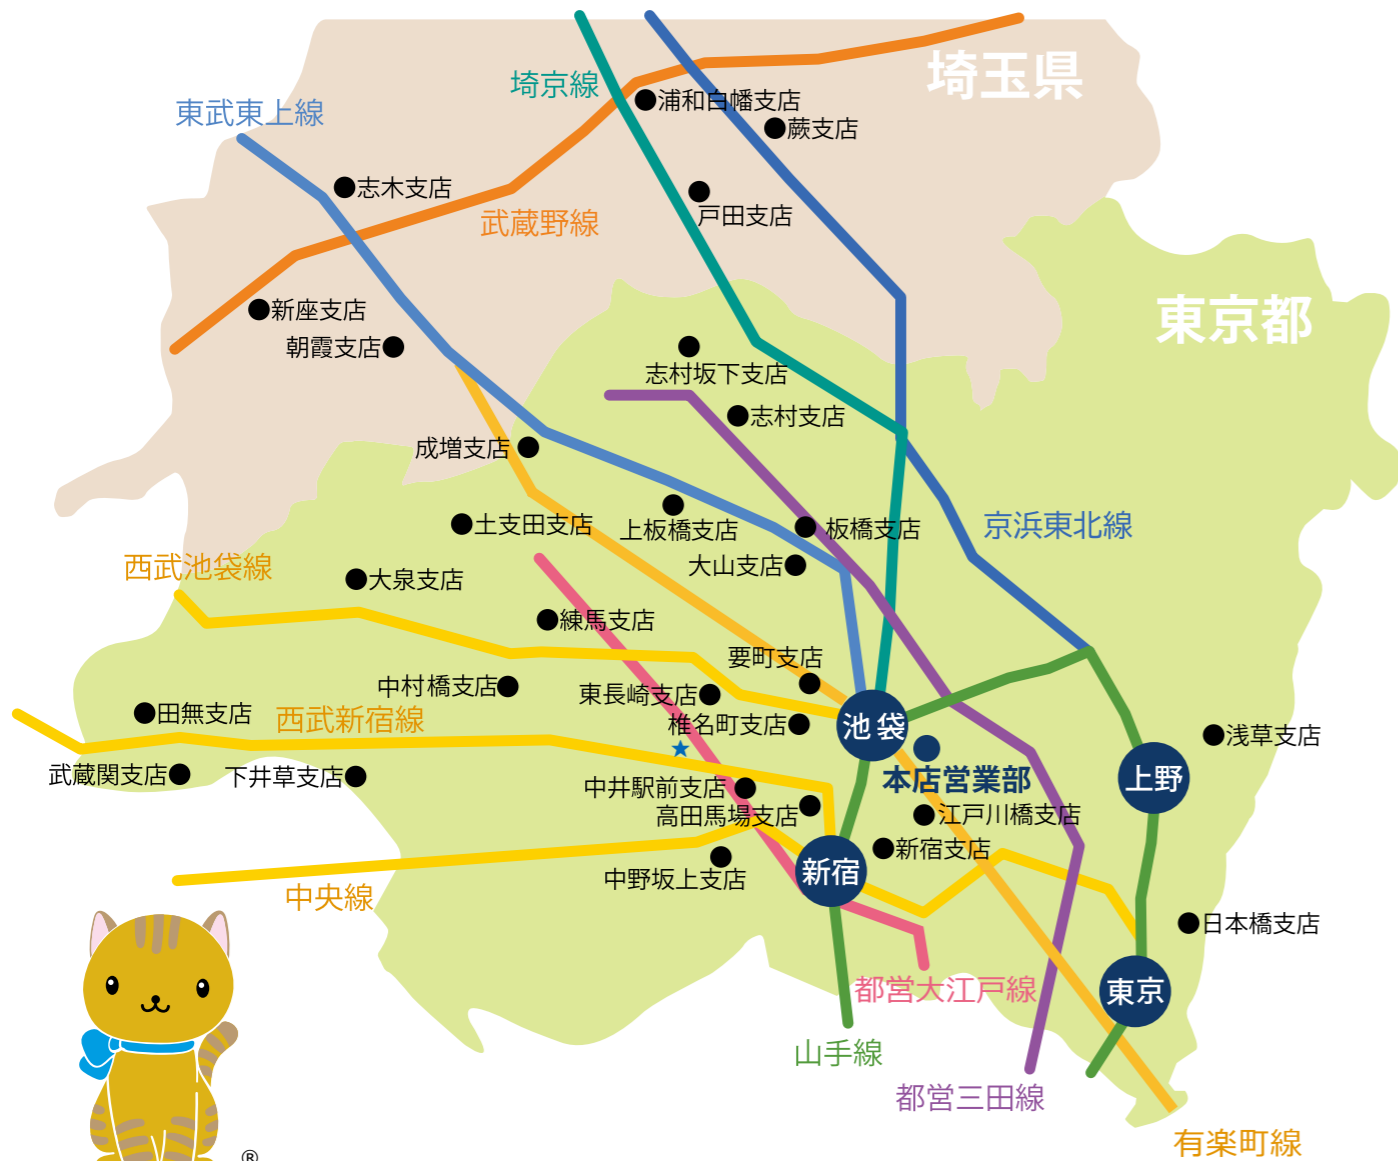 埼玉県
埼京線
東武東上線
浦和白幡支店
蕨支店
志木支店
武蔵野線
戸田支店
新座支店
東京都
朝霞支店
志村坂下支店
志村支店
成増支店
土支田支店
上板橋支店
板橋支店
京浜東北線
西武池袋線
大山支店
大泉支店
練馬支店
要町支店
中村橋支店
東長崎支店
田無支店
西武新宿線
椎名町支店
池袋
浅草支店
武蔵関支店
下井草支店
本店営業部
上野
中井駅前支店
高田馬場支店
江戸川橋支店
新宿支店
新宿
中野坂上支店
中央線
日本橋支店
都営大江戸線
東京
山手線
都営三田線
有楽町線
®